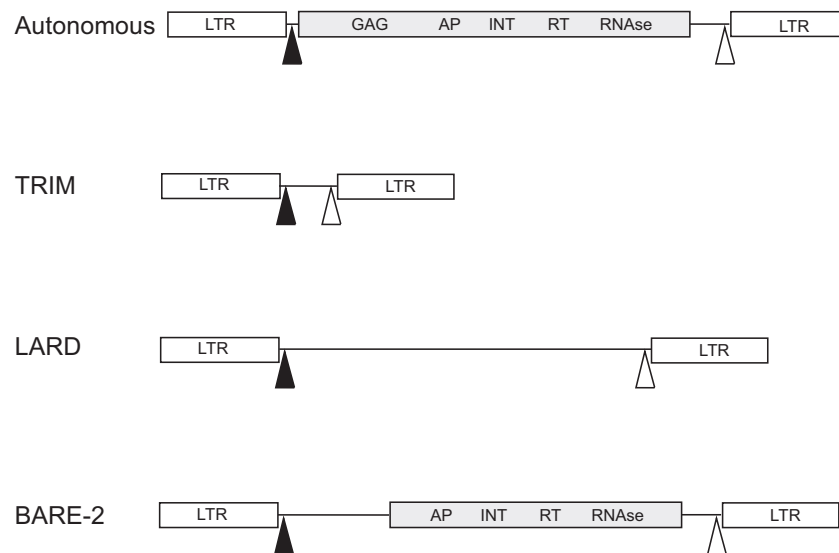 Autonomous LTR GAG AP INT RT RNAse LTR
TRIM LTR LTR
LARD LTR LTR
BARE-2 LTR AP INT RT RNAse LTR